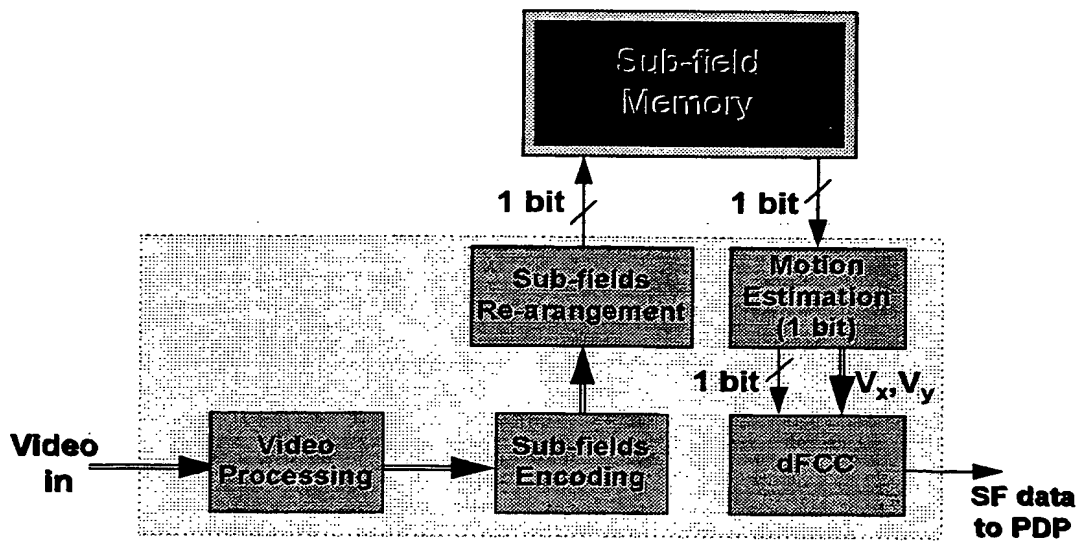 Sub-field
Memory
1 bit
1 bit
Sub-fields
Re-arangement
Motion
Estimation
(1 bit)
1 bit
Vx,Vy
Video
in
Video
Processing
Sub-fields
Encoding
dFCC
SF data
to PDP